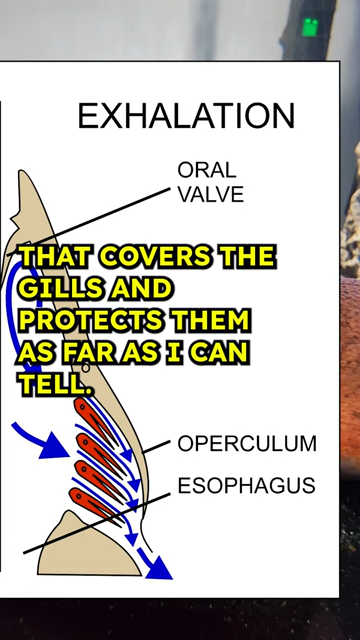 EXHALATION
ORAL
VALVE
THAT COVERS THE
GILLS AND
PROTECTS THEM
AS FAR AS I CAN
TELL.
OPERCULUM
ESOPHAGUS